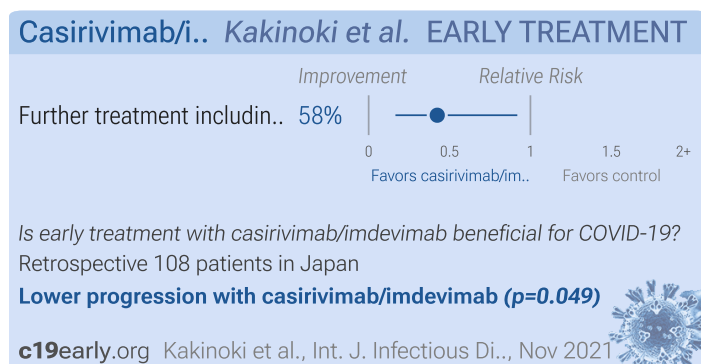 Casirivimab/i.. Kakinoki et al. EARLY TREATMENT
Improvement Relative Risk
Further treatment includin.. 58%
0 0.5 1 1.5 2+
Favors casirivimab/im.. Favors control
Is early treatment with casirivimab/imdevimab beneficial for COVID-19?
Retrospective 108 patients in Japan
Lower progression with casirivimab/imdevimab (p=0.049)
c19early.org Kakinoki et al., Int. J. Infectious Di.., Nov 2021